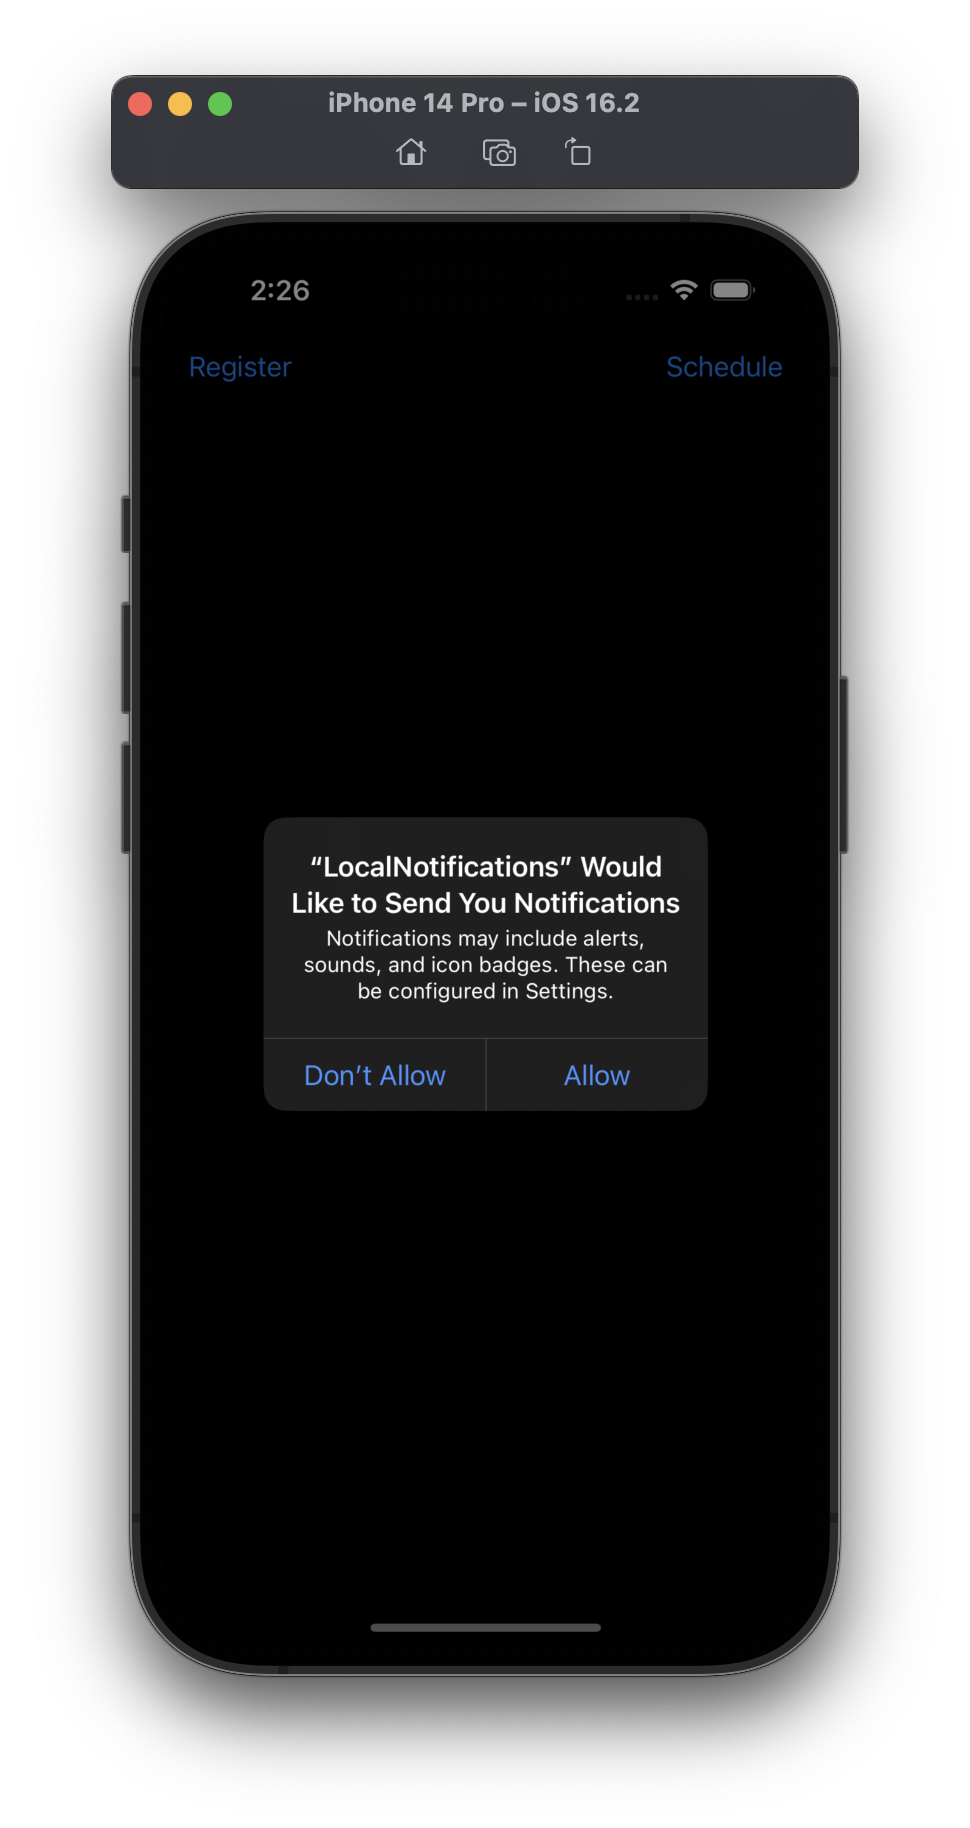 iPhone 14 Pro – iOS 16.2
2:26
Register
Schedule
“LocalNotifications” Would
Like to Send You Notifications
Notifications may include alerts,
sounds, and icon badges. These can
be configured in Settings.
Don’t Allow
Allow